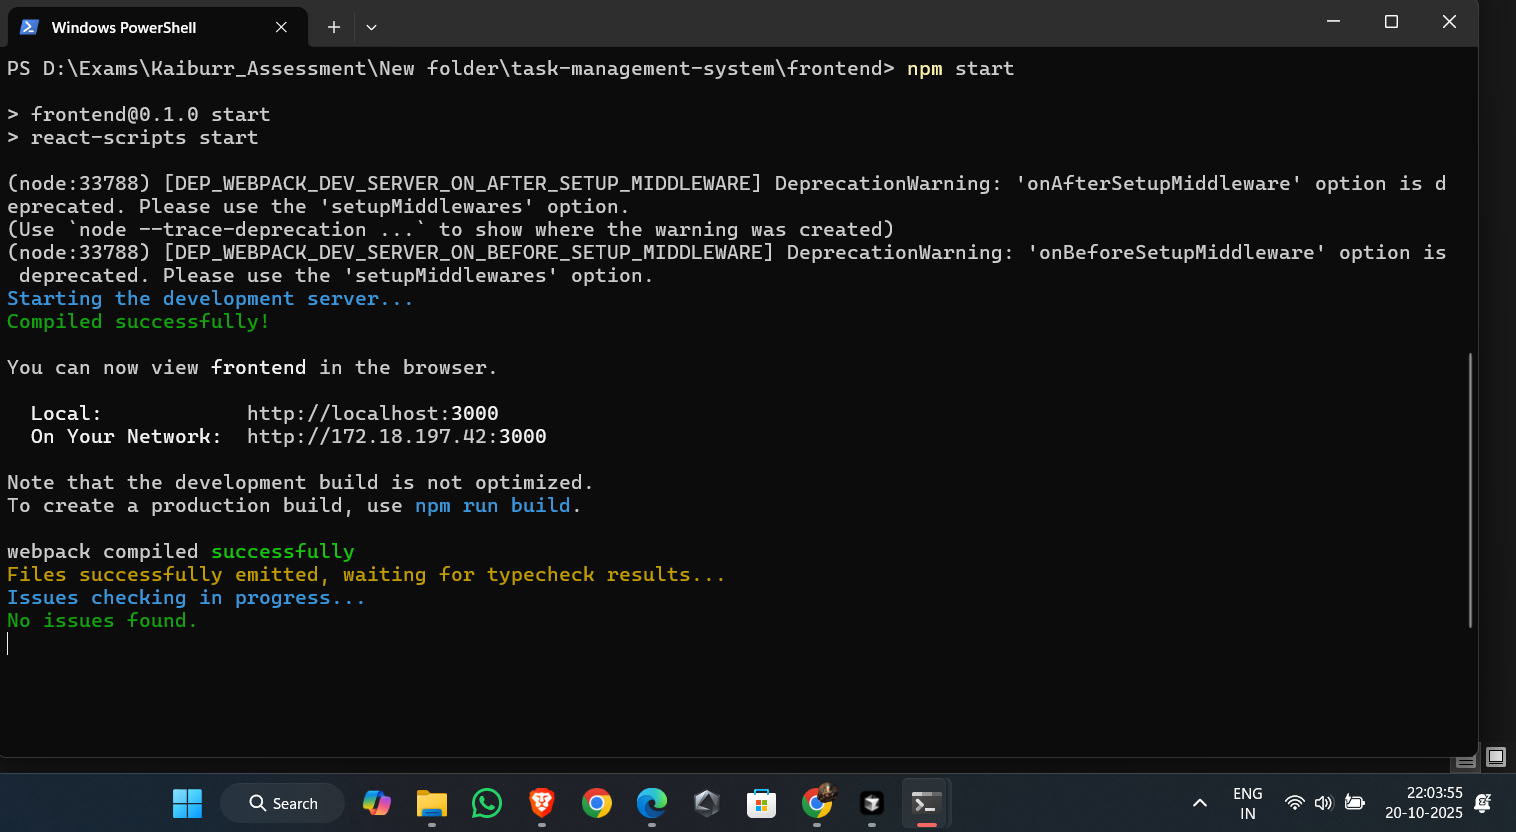 Windows PowerShell
PS D:\Exams\Kaiburr_Assessment\New folder\task-management-system\frontend> npm start
> frontend@0.1.0 start
> react-scripts start
(node:33788) [DEP_WEBPACK_DEV_SERVER_ON_AFTER_SETUP_MIDDLEWARE] DeprecationWarning: 'onAfterSetupMiddleware' option is d
eprecated. Please use the 'setupMiddlewares' option.
(Use `node --trace-deprecation ...` to show where the warning was created)
(node:33788) [DEP_WEBPACK_DEV_SERVER_ON_BEFORE_SETUP_MIDDLEWARE] DeprecationWarning: 'onBeforeSetupMiddleware' option is
 deprecated. Please use the 'setupMiddlewares' option.
Starting the development server...
Compiled successfully!
You can now view frontend in the browser.
Local: http://localhost:3000
On Your Network: http://172.18.197.42:3000
Note that the development build is not optimized.
To create a production build, use npm run build.
webpack compiled successfully
Files successfully emitted, waiting for typecheck results...
Issues checking in progress...
No issues found.
Search
ENG
IN
22:03:55
20-10-2025